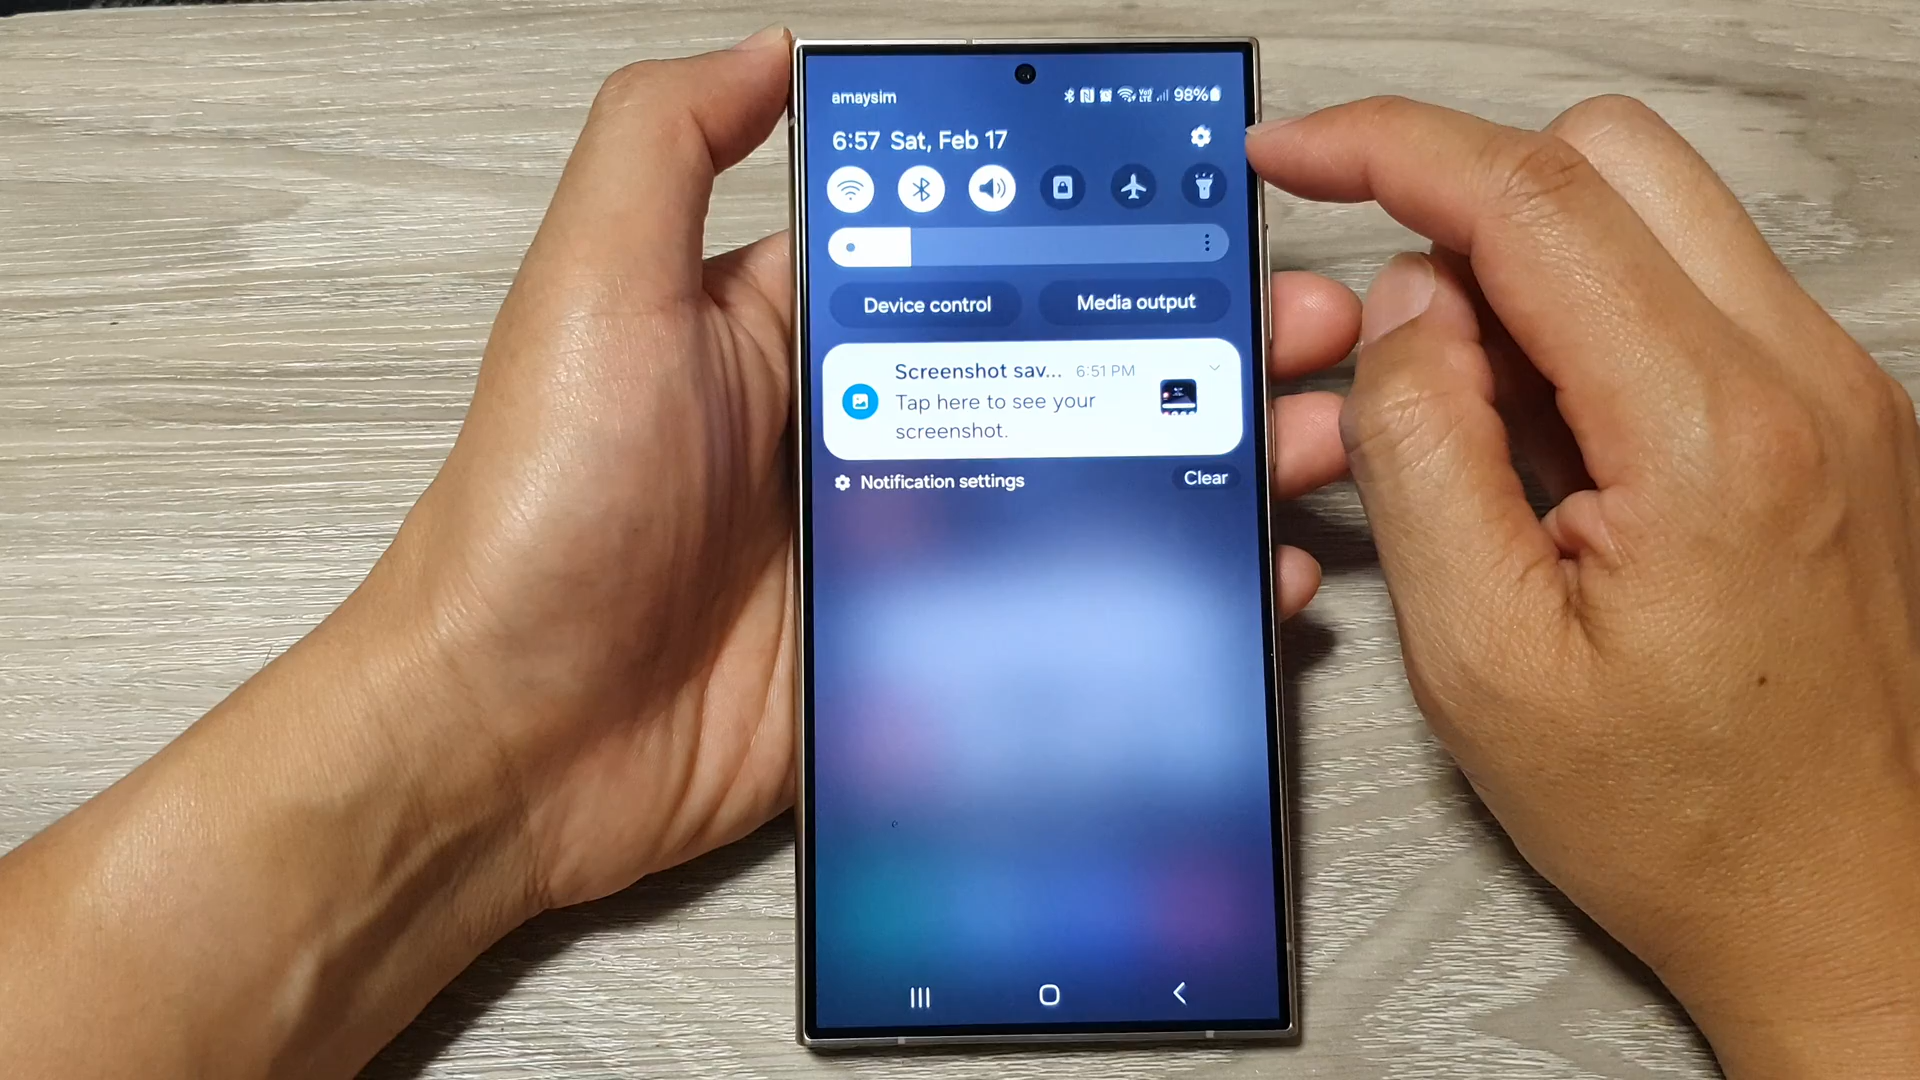 amaysim 98%
6:57 Sat, Feb 17
Device control Media output
Screenshot sav... 6:51 PM
Tap here to see your
screenshot.
Notification settings Clear